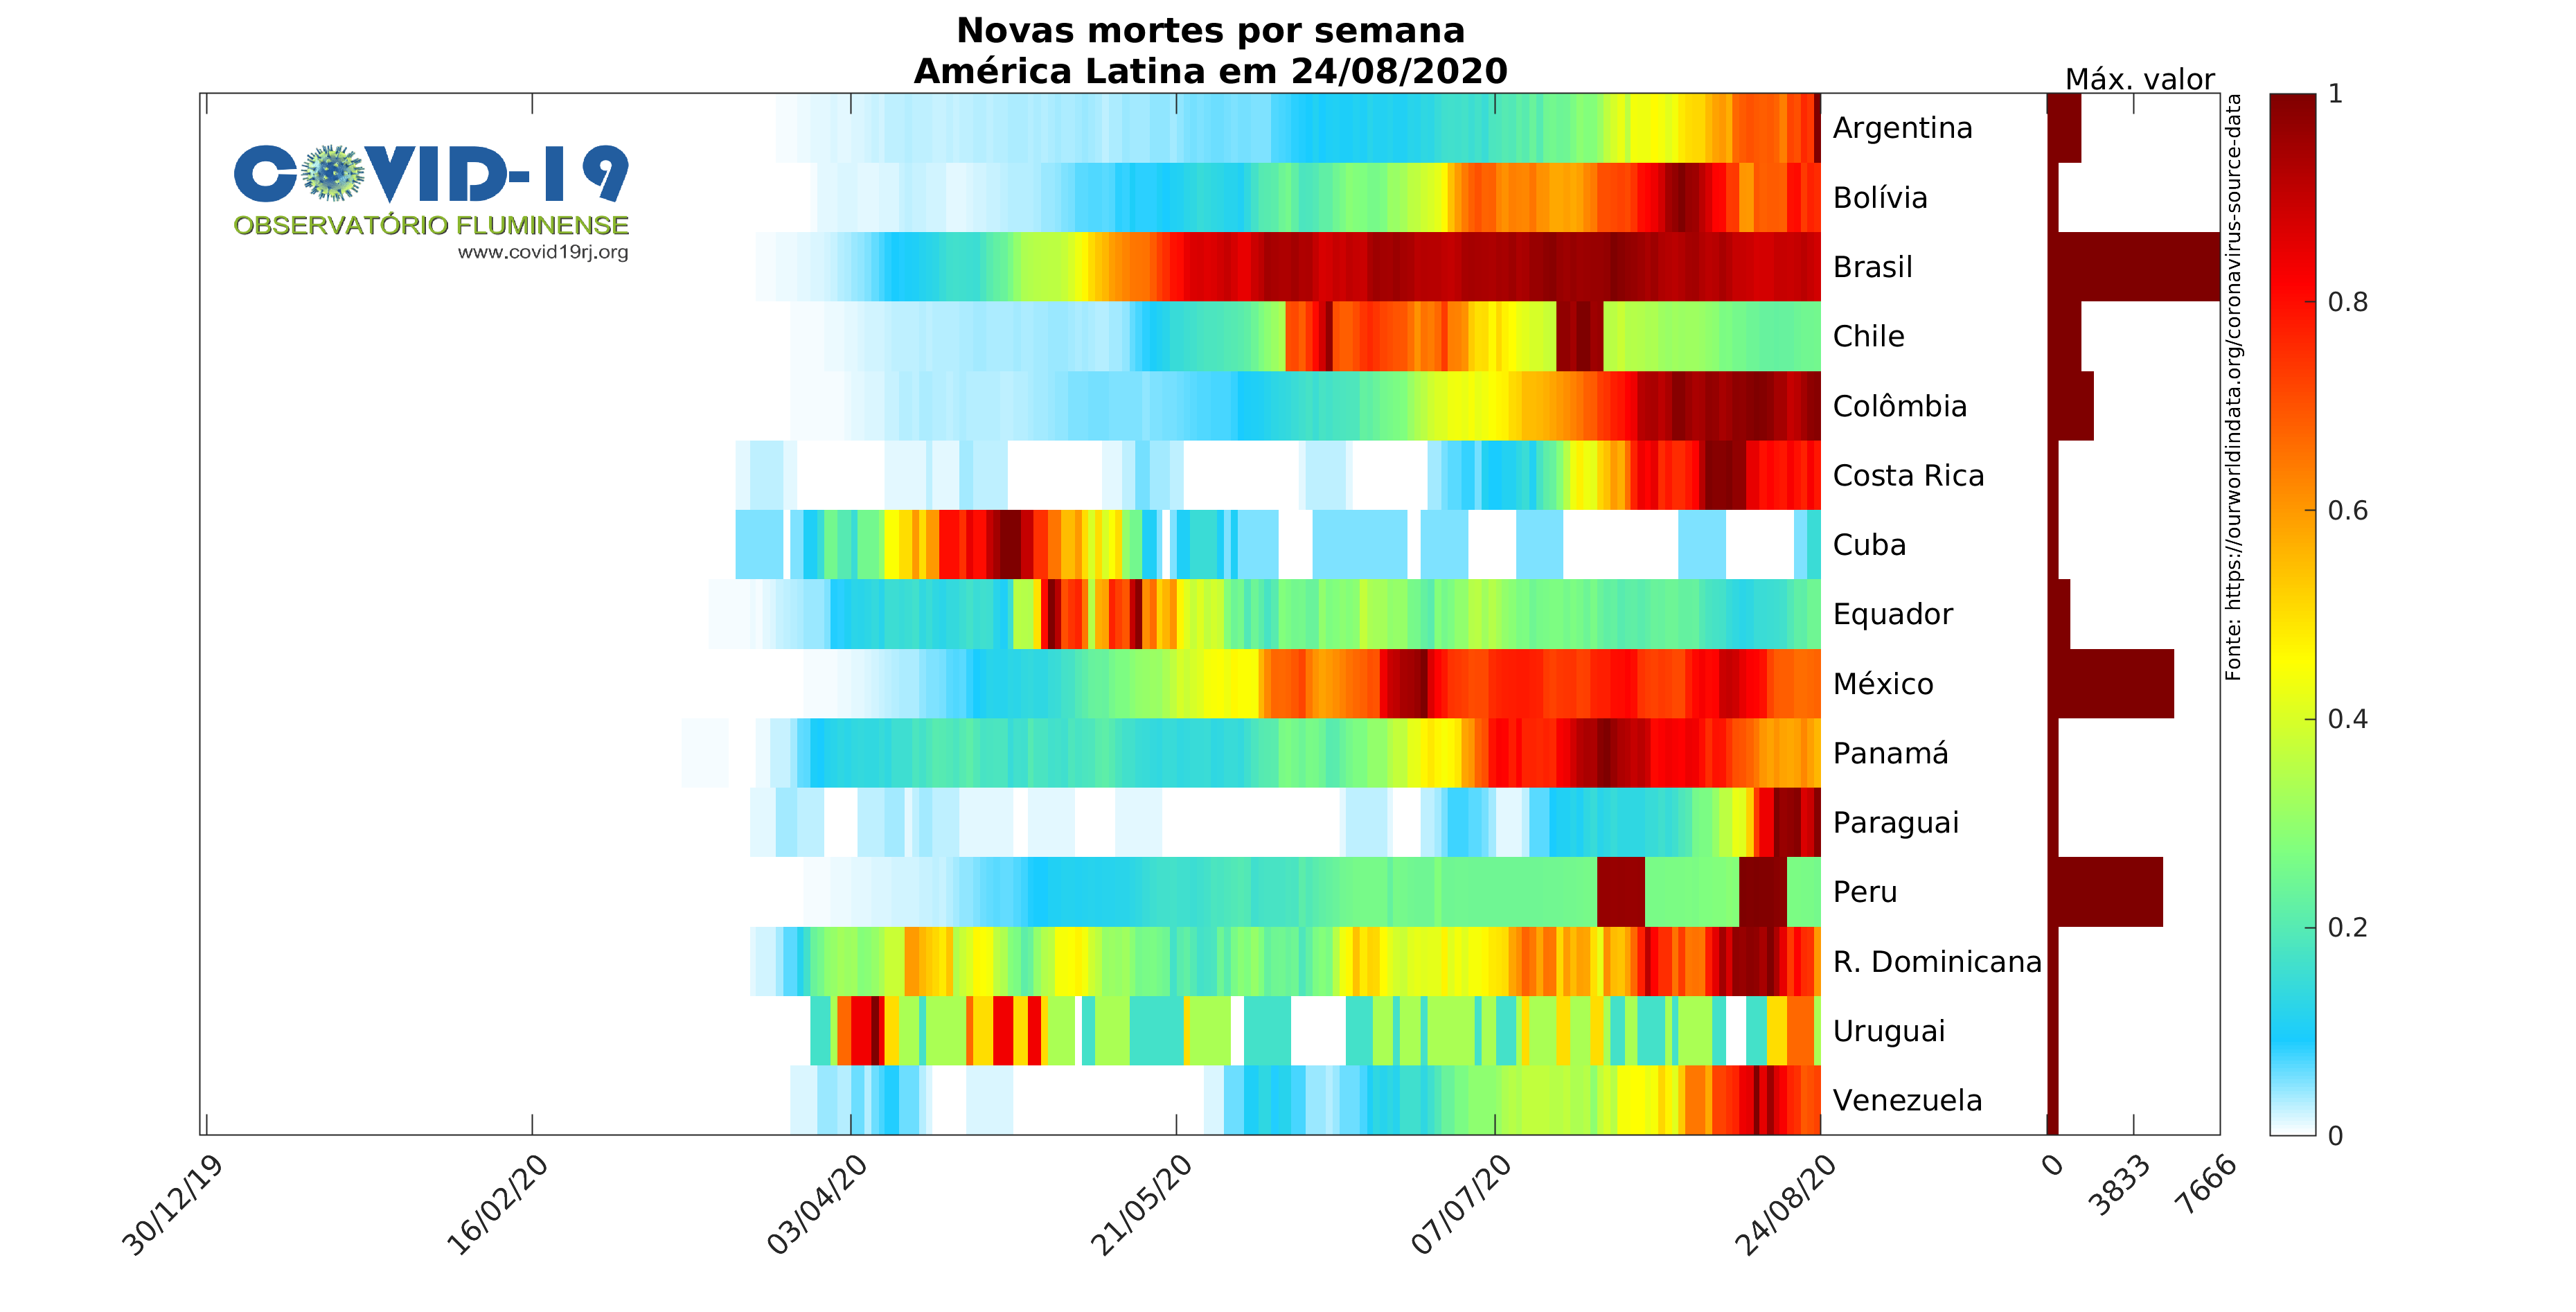 Novas mortes por semana
América Latina em 24/08/2020
Máx. valor
COVID-19
OBSERVATÓRIO FLUMINENSE
www.covid19rj.org
Argentina
Bolívia
Brasil
Chile
Colômbia
Costa Rica
Cuba
Equador
México
Panamá
Paraguai
Peru
R. Dominicana
Uruguai
Venezuela
Fonte: https://ourworldindata.org/coronavirus-source-data
1
0.8
0.6
0.4
0.2
0
30/12/19
16/02/20
03/04/20
21/05/20
07/07/20
24/08/20
0
3833
7666